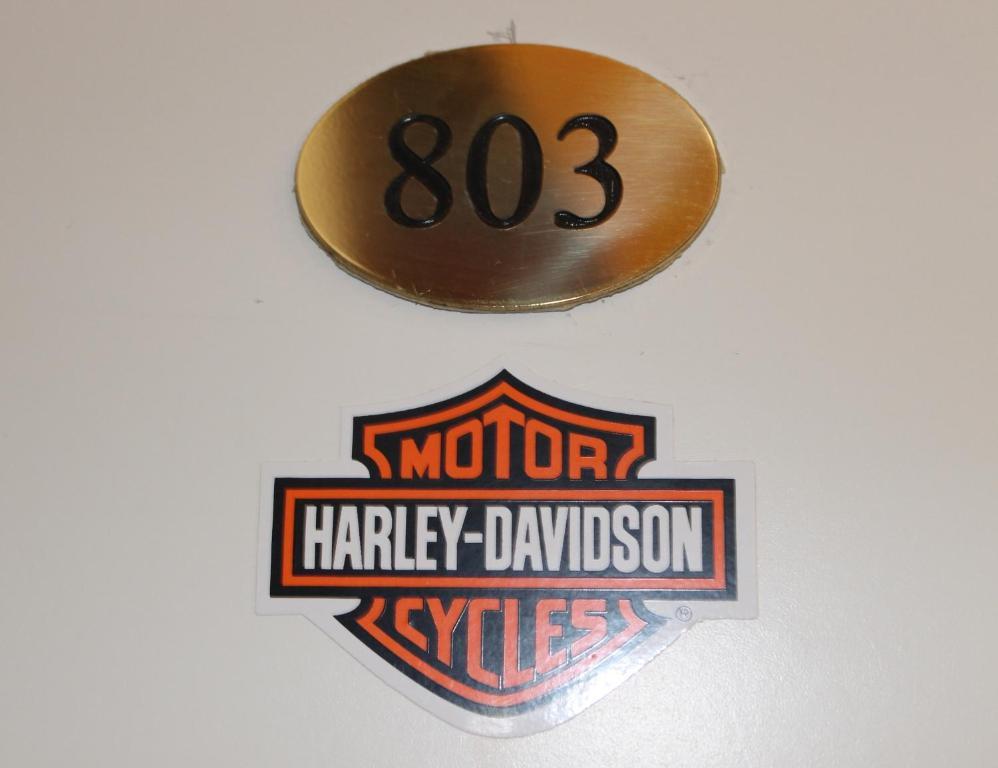 803
MOTOR
HARLEY-DAVIDSON
CYCLES
®